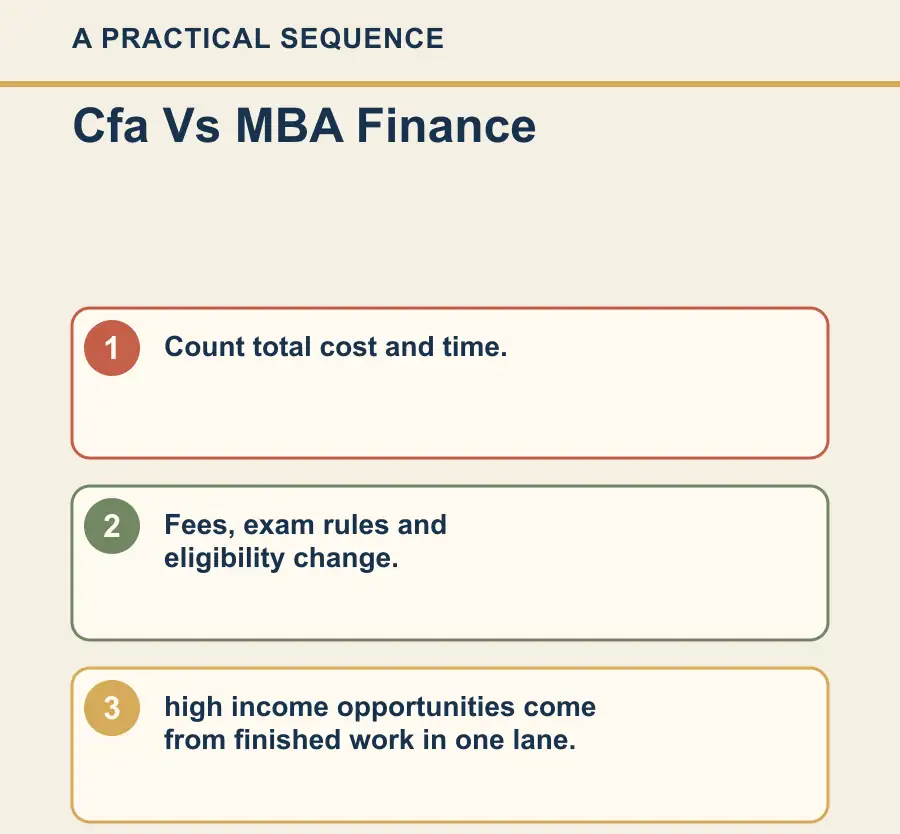 A PRACTICAL SEQUENCE
Cfa Vs MBA Finance
1
Count total cost and time.
2
Fees, exam rules and
eligibility change.
3
high income opportunities come
from finished work in one lane.